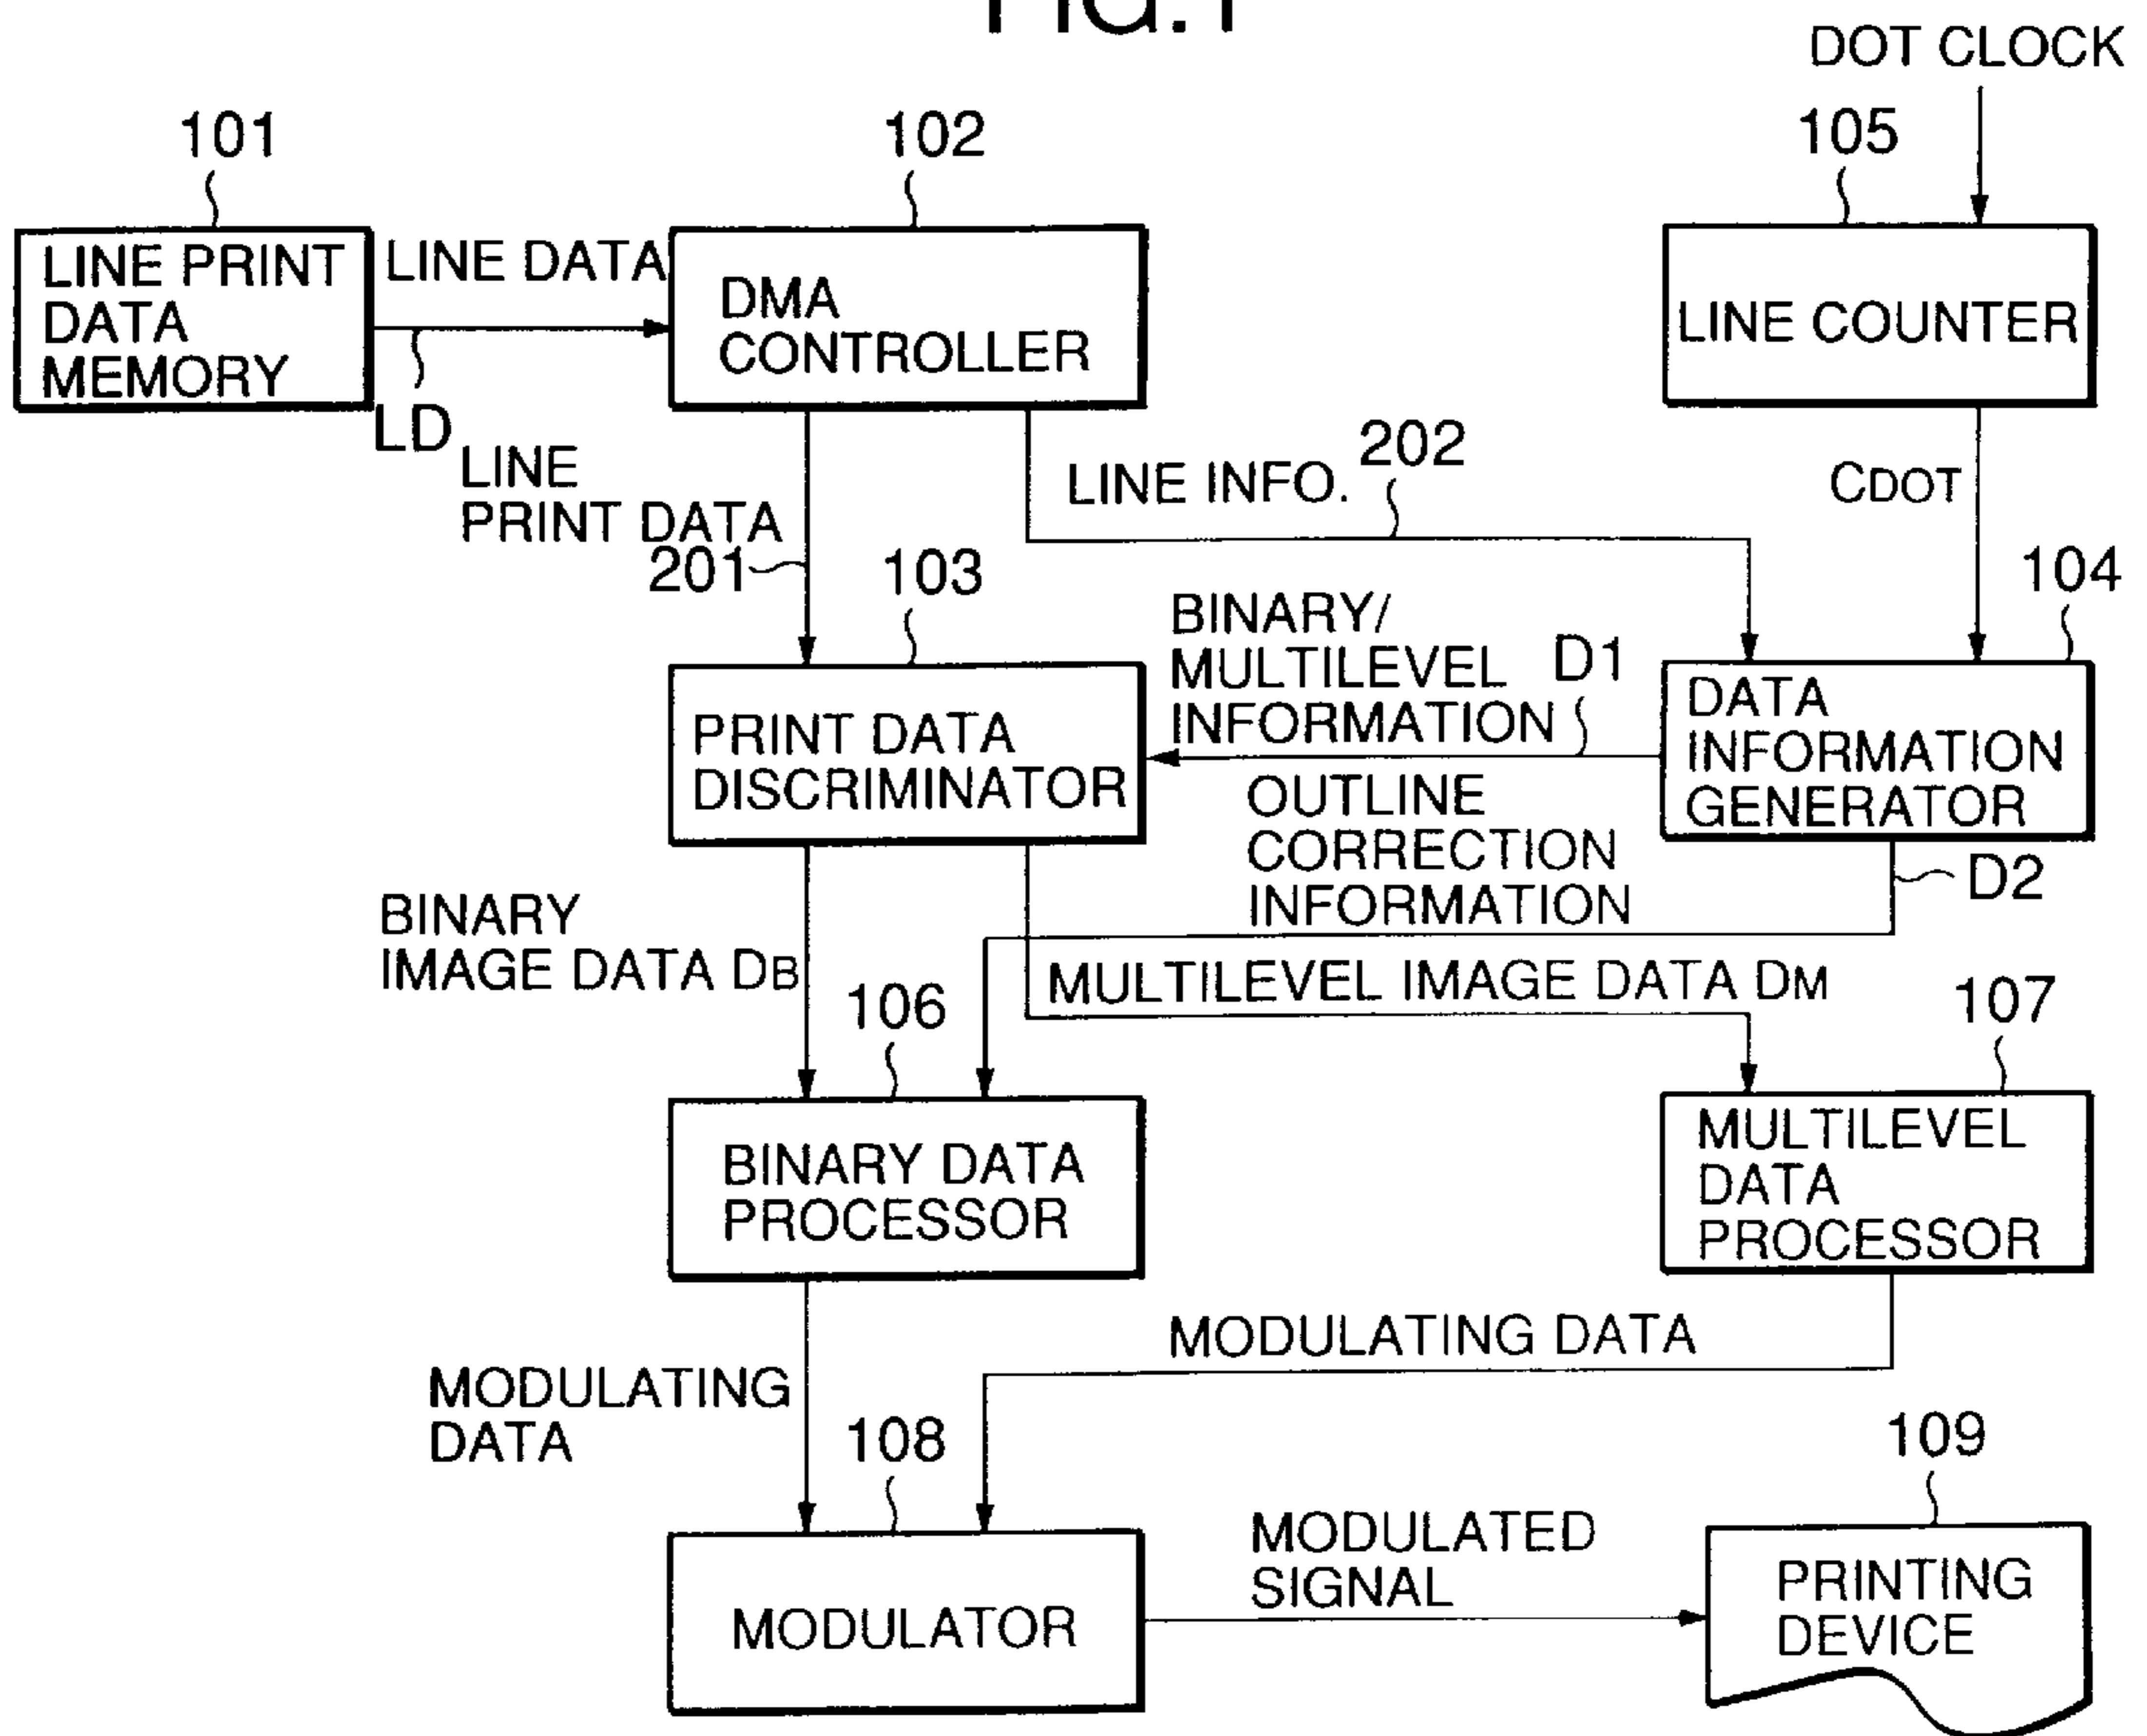 FIG.1
DOT CLOCK
101
102
105
LINE PRINT
DATA
MEMORY
LINE DATA
LD
DMA
CONTROLLER
LINE COUNTER
LINE
PRINT DATA
201
LINE INFO.
202
CDOT
103
104
BINARY/
MULTILEVEL
INFORMATION
D1
PRINT DATA
DISCRIMINATOR
DATA
INFORMATION
GENERATOR
OUTLINE
CORRECTION
INFORMATION
D2
BINARY
IMAGE DATA DB
MULTILEVEL IMAGE DATA DM
106
107
BINARY DATA
PROCESSOR
MULTILEVEL
DATA
PROCESSOR
MODULATING
DATA
MODULATING DATA
108
109
MODULATOR
MODULATED
SIGNAL
PRINTING
DEVICE